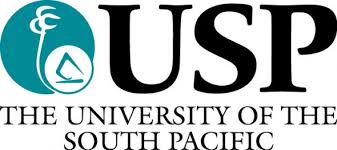 USP
THE UNIVERSITY OF THE
SOUTH PACIFIC